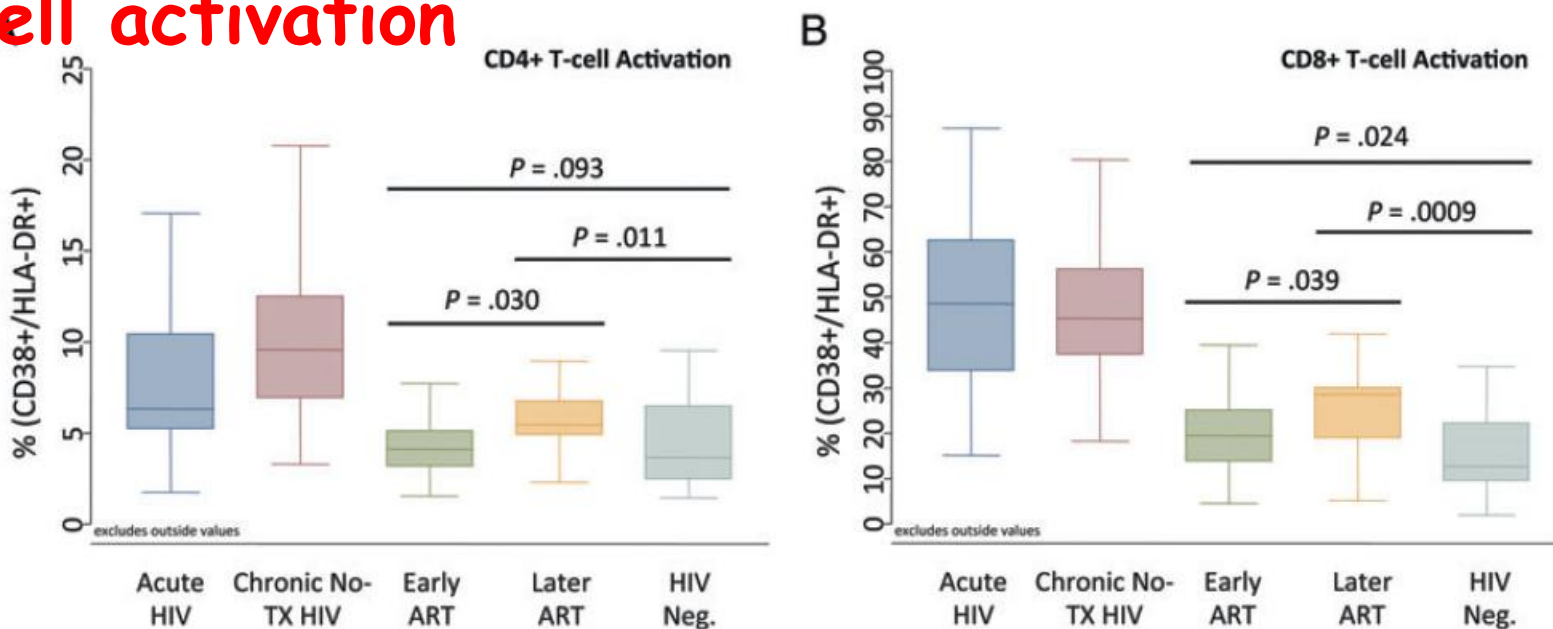 ell activation
CD4+ T-cell Activation
% (CD38+/HLA-DR+)
25
20
15
10
5
0
P = .093
P = .011
P = .030
excludes outside values
Acute HIV
Chronic No-TX HIV
Early ART
Later ART
HIV Neg.
B
CD8+ T-cell Activation
% (CD38+/HLA-DR+)
100
90
80
70
60
50
40
30
20
10
0
P = .024
P = .0009
P = .039
excludes outside values
Acute HIV
Chronic No-TX HIV
Early ART
Later ART
HIV Neg.